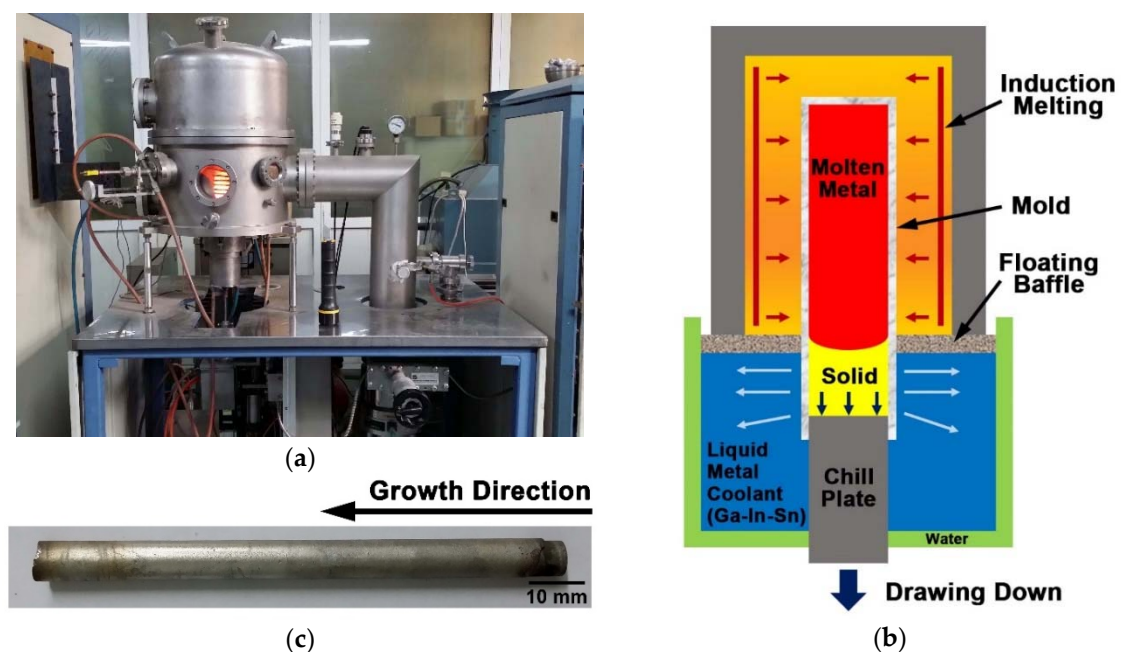 (a)
Growth Direction
10 mm
(c)
Induction
Melting
Molten
Metal
Mold
Floating
Baffle
Solid
Liquid
Metal
Coolant
(Ga-In-Sn)
Chill
Plate
Water
Drawing Down
(b)